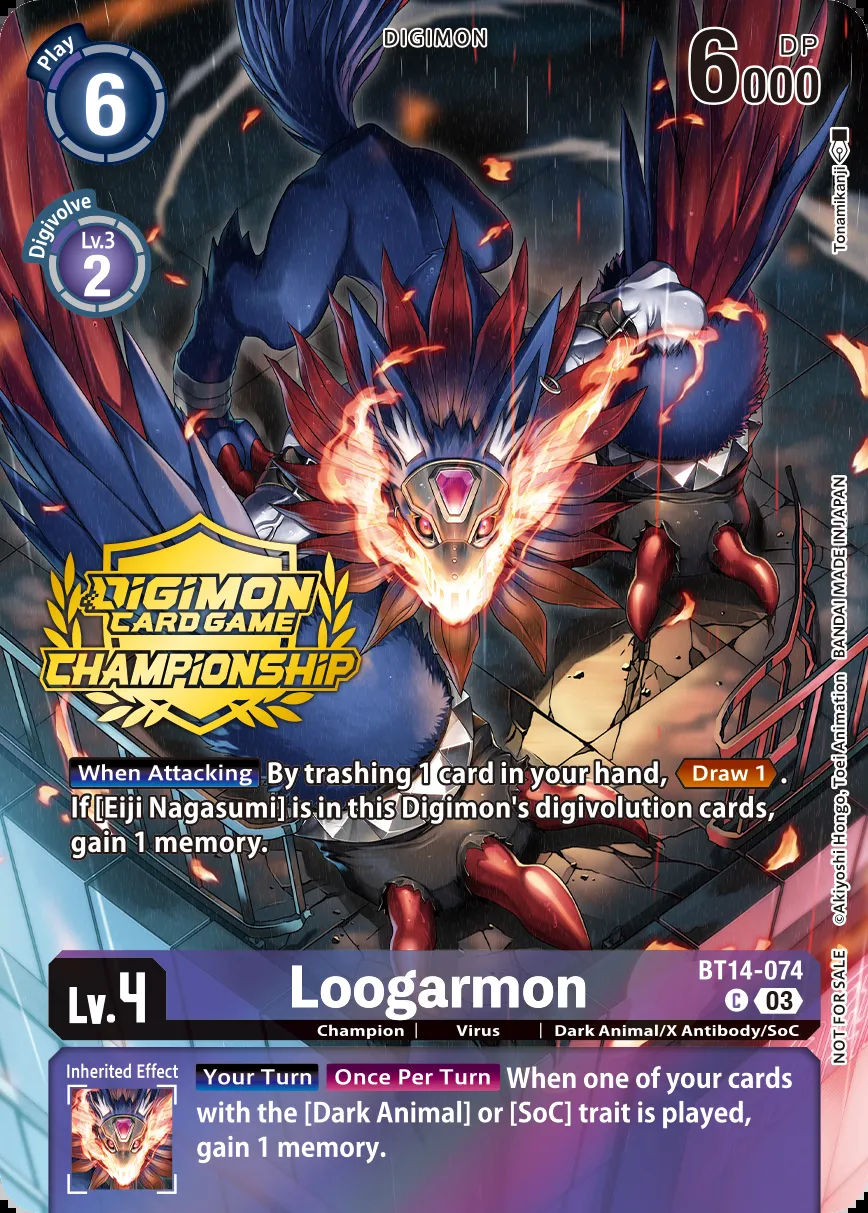 DIGIMON
Play
6
DP
6000
Digivolve
Lv.3
2
Tonamikanji
DIGIMON
CARD GAME
CHAMPIONSHIP
When Attacking By trashing 1 card in your hand, Draw 1.
If [Eiji Nagasumi] is in this Digimon's digivolution cards,
gain 1 memory.
©Akiyoshi Hongo, Toei Animation BANDAI MADE IN JAPAN
NOT FOR SALE
Lv.4
Loogarmon
BT14-074
C 03
Champion | Virus | Dark Animal/X Antibody/SoC
Inherited Effect
Your Turn Once Per Turn When one of your cards
with the [Dark Animal] or [SoC] trait is played,
gain 1 memory.